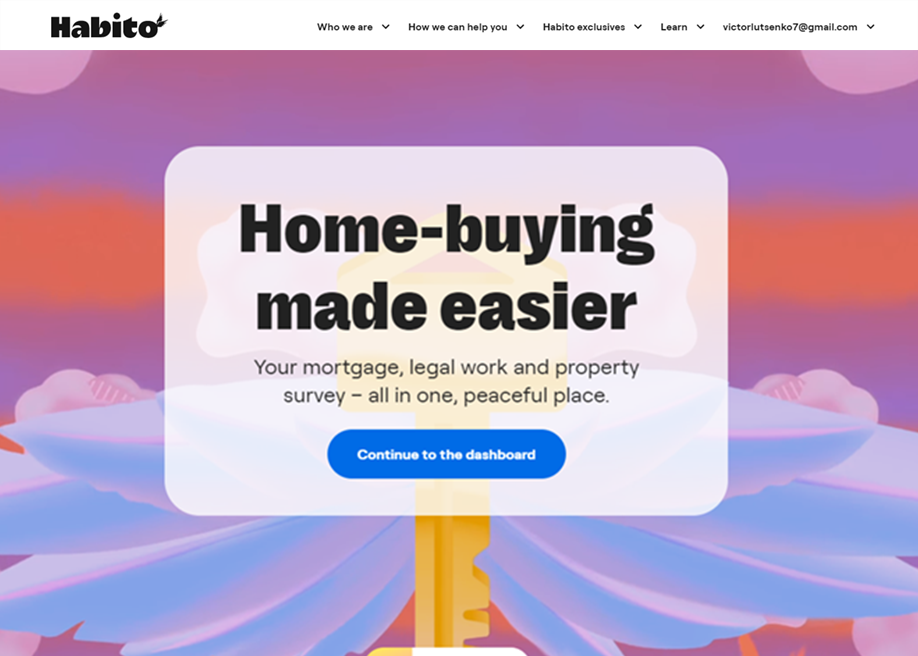 Habito
Who we are
How we can help you
Habito exclusives
Learn
victoriutsenko7@gmail.com
Home-buying
made easier
Your mortgage, legal work and property
survey – all in one, peaceful place.
Continue to the dashboard